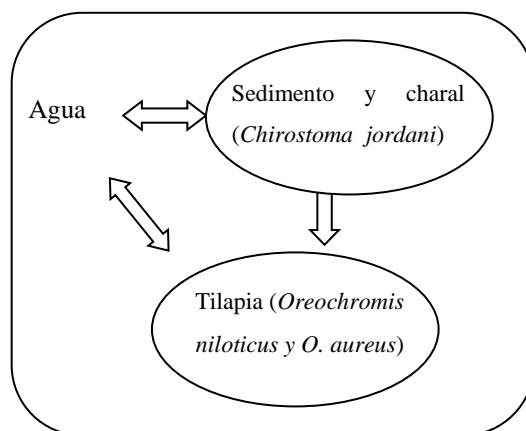 Agua
Sedimento y charal
(Chirostoma jordani)
Tilapia (Oreochromis
niloticus y O. aureus)